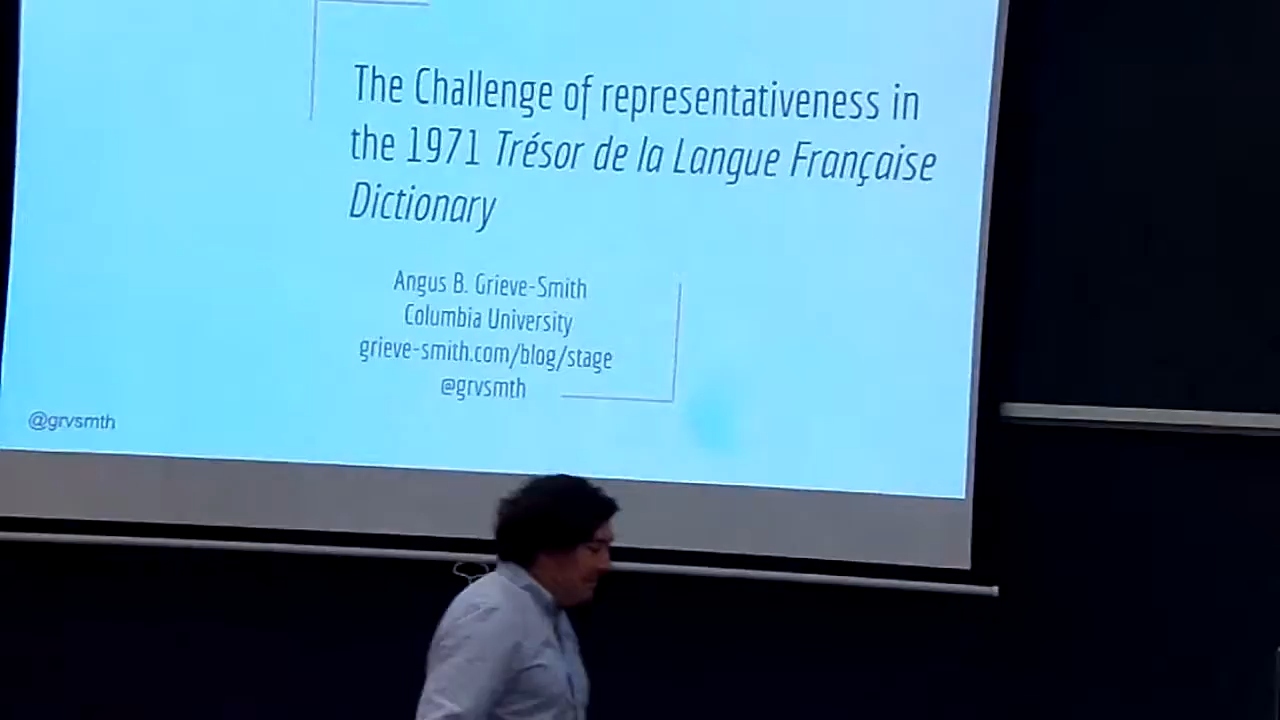 The Challenge of representativeness in
the 1971 Trésor de la Langue Française
Dictionary
Angus B. Grieve-Smith
Columbia University
grieve-smith.com/blog/stage
@grvsmth
@grvsmth